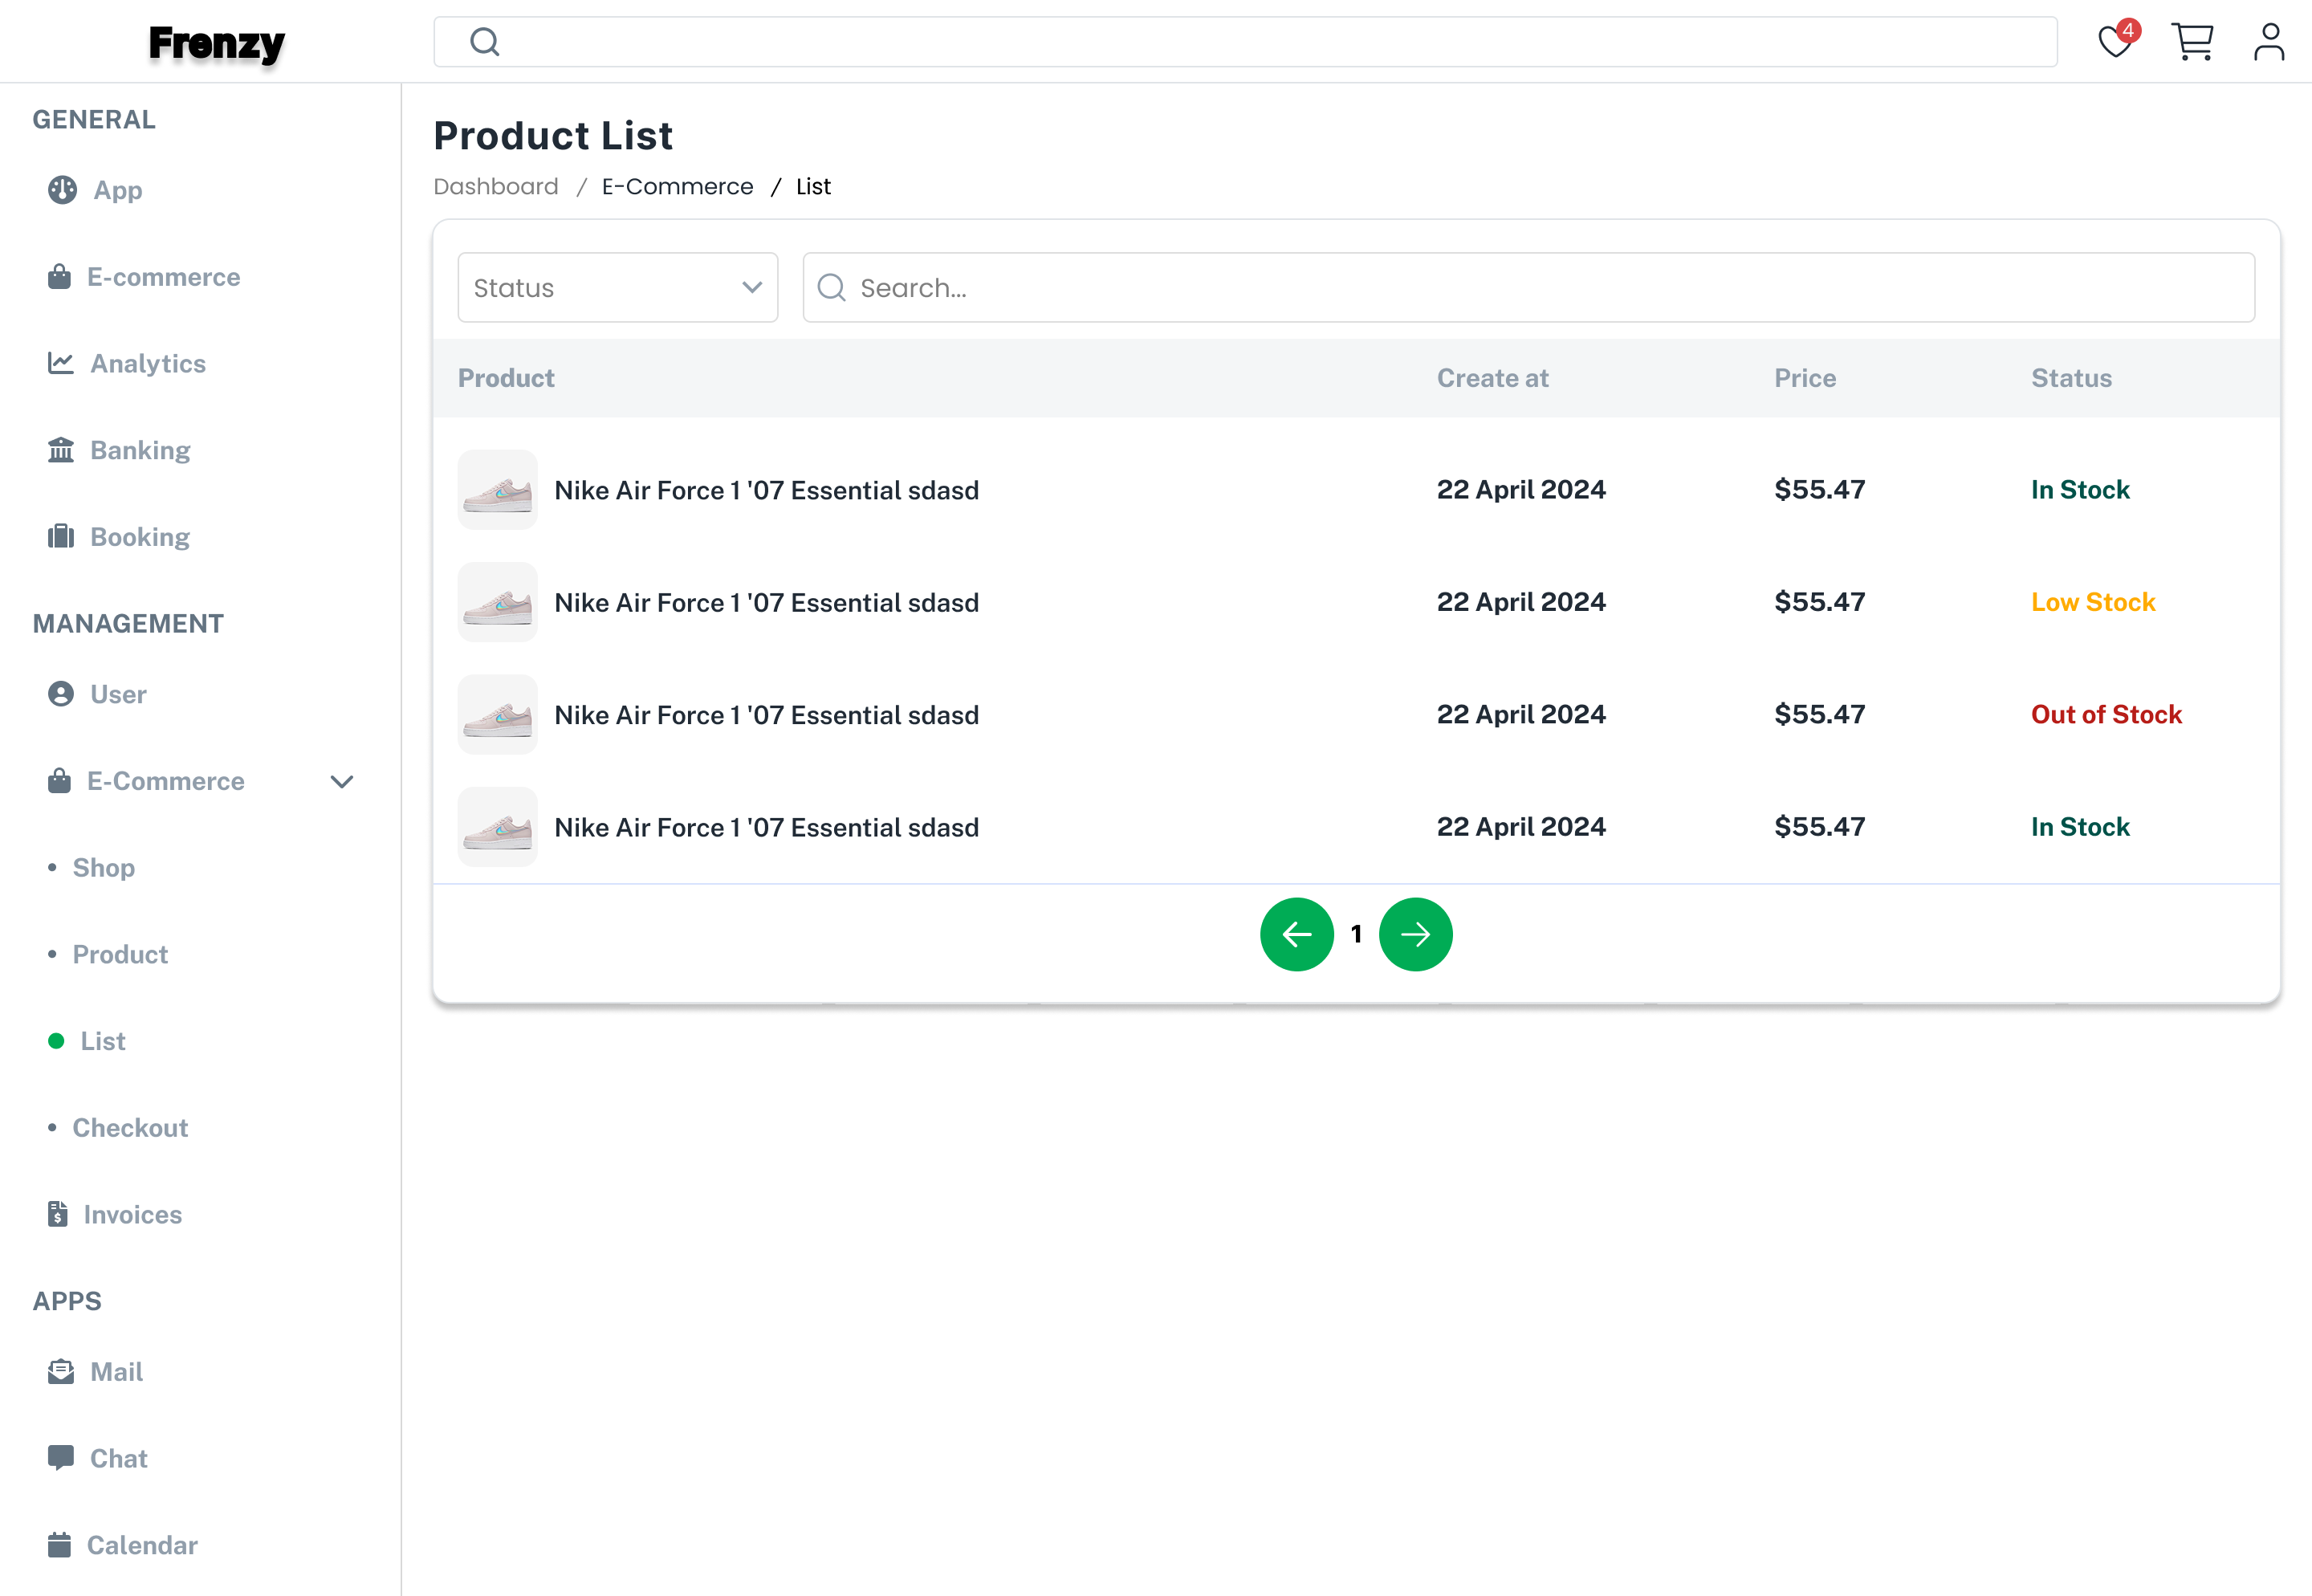 Frenzy
4
GENERAL
App
E-commerce
Analytics
Banking
Booking
MANAGEMENT
User
E-Commerce
Shop
Product
List
Checkout
Invoices
APPS
Mail
Chat
Calendar
Product List
Dashboard / E-Commerce / List
Status
Search...
Product Create at Price Status
Nike Air Force 1 '07 Essential sdasd 22 April 2024 $55.47 In Stock
Nike Air Force 1 '07 Essential sdasd 22 April 2024 $55.47 Low Stock
Nike Air Force 1 '07 Essential sdasd 22 April 2024 $55.47 Out of Stock
Nike Air Force 1 '07 Essential sdasd 22 April 2024 $55.47 In Stock
1